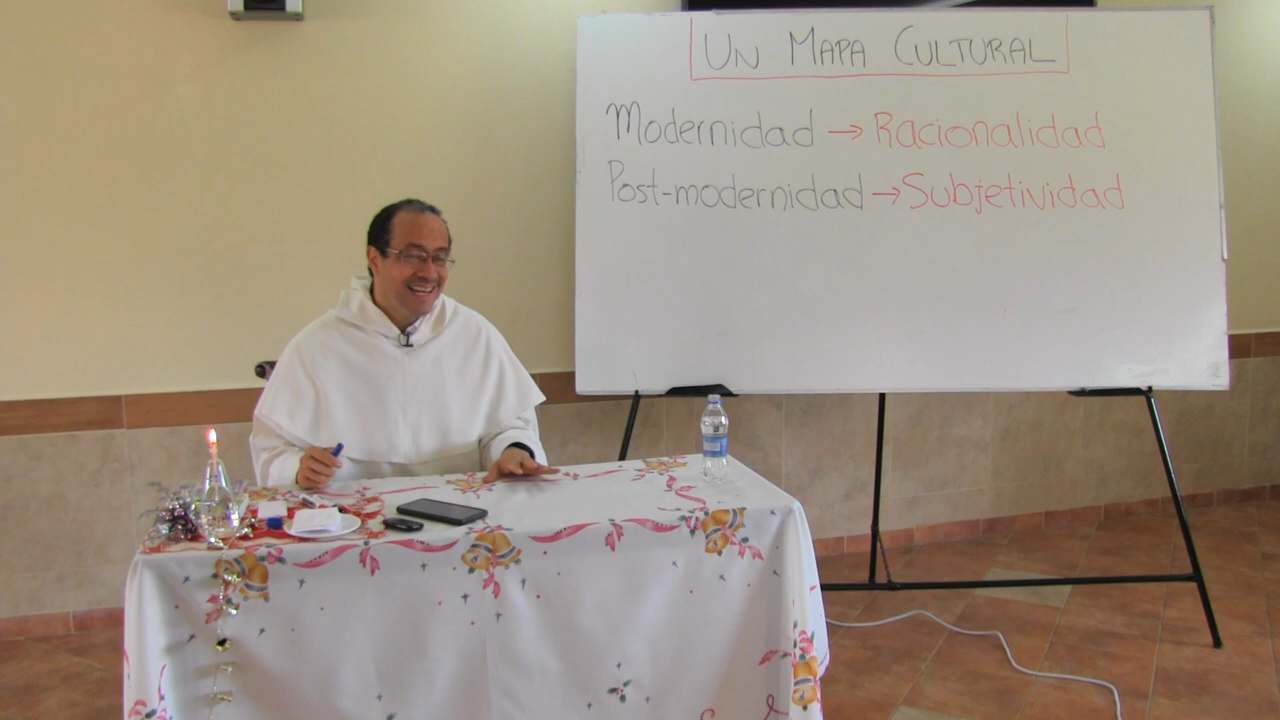 UN MAPA CULTURAL
Modernidad → Racionalidad
Post-modernidad → Subjetividad